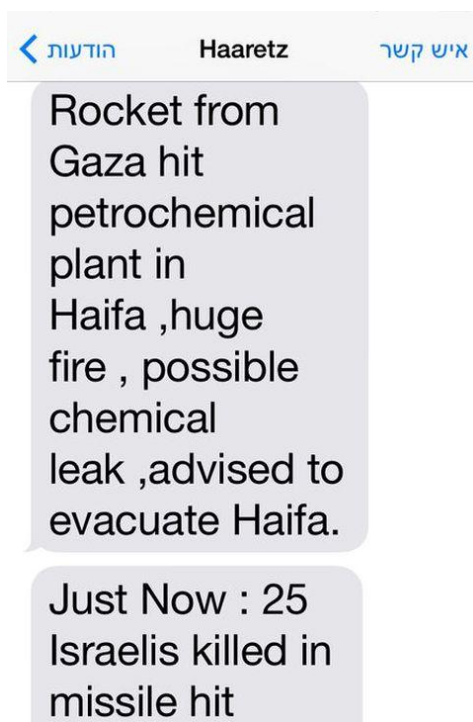 הודעות Haaretz איש קשר
Rocket from
Gaza hit
petrochemical
plant in
Haifa ,huge
fire , possible
chemical
leak ,advised to
evacuate Haifa.
Just Now : 25
Israelis killed in
missile hit